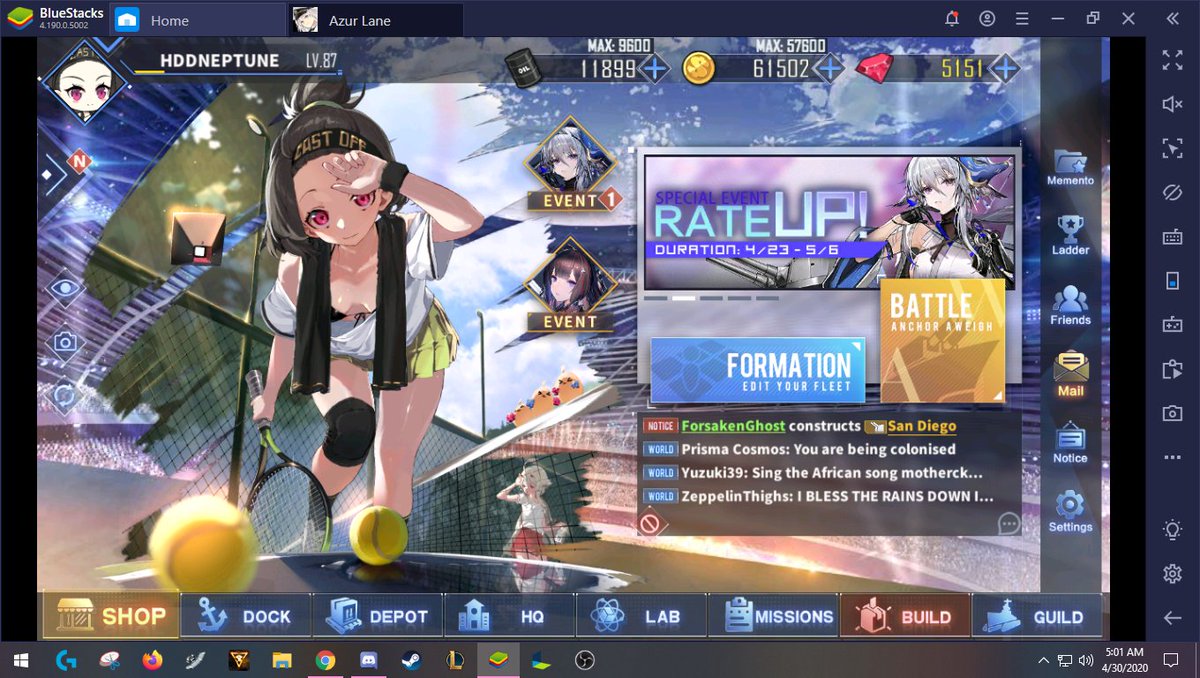 BlueStacks
4.190.0.5002
Home
Azur Lane
HDDNEPTUNE LV.87
MAX: 9600
11899
MAX: 57600
61502
5151
N
CAST OFF
EVENT 1
EVENT
SPECIAL EVENT
RATE UP!
DURATION: 4/23 - 5/6
BATTLE
ANCHOR AWEIGH
FORMATION
EDIT YOUR FLEET
NOTICE ForsakenGhost constructs San Diego
WORLD Prisma Cosmos: You are being colonised
WORLD Yuzuki39: Sing the African song motherck...
WORLD ZeppelinThighs: I BLESS THE RAINS DOWN I...
Memento
Ladder
Friends
Mail
Notice
Settings
SHOP
DOCK
DEPOT
HQ
LAB
MISSIONS
BUILD
GUILD
5:01 AM
4/30/2020